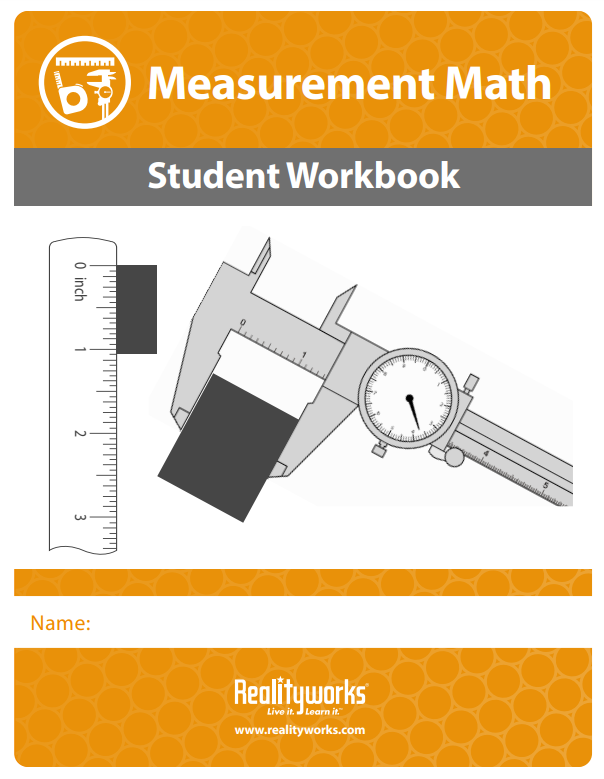 Measurement Math
Student Workbook
0 inch
1
2
3
0
1
4
5
Name:
Realityworks®
Live it. Learn it.™
www.realityworks.com